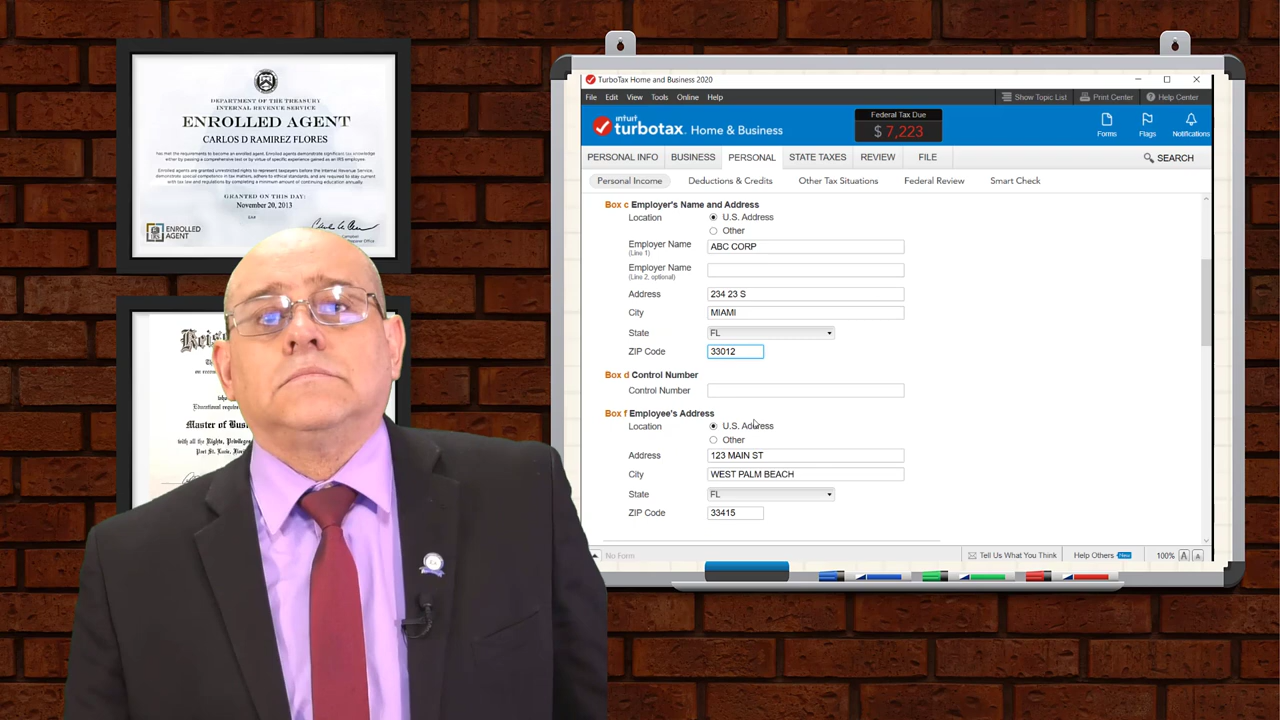 DEPARTMENT OF THE TREASURY
INTERNAL REVENUE SERVICE
ENROLLED AGENT
CARLOS D RAMIREZ FLORES
GRANTED ON THIS DAY:
November 20, 2013
ENROLLED
AGENT
Master of Bus
TurboTax Home and Business 2020
File Edit View Tools Online Help
Show Topic List Print Center Help Center
intuit
turbotax. Home & Business
Federal Tax Due
$ 7,223
Forms Flags Notifications
PERSONAL INFO BUSINESS PERSONAL STATE TAXES REVIEW FILE SEARCH
Personal Income Deductions & Credits Other Tax Situations Federal Review Smart Check
Box c Employer's Name and Address
Location U.S. Address
Other
Employer Name ABC CORP
(Line 1)
Employer Name
(Line 2, optional)
Address 234 23 S
City MIAMI
State FL
ZIP Code 33012
Box d Control Number
Control Number
Box f Employee's Address
Location U.S. Address
Other
Address 123 MAIN ST
City WEST PALM BEACH
State FL
ZIP Code 33415
No Form Tell Us What You Think Help Others New 100% A A